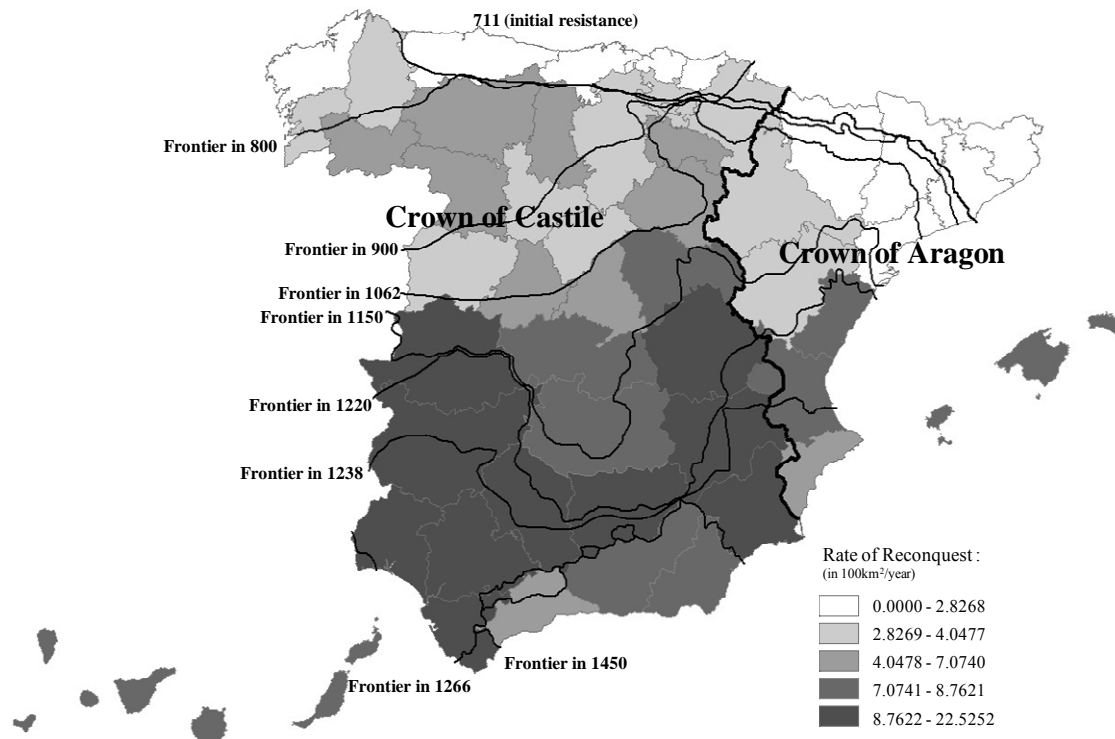 711 (initial resistance)
Frontier in 800
Crown of Castile
Frontier in 900
Crown of Aragon
Frontier in 1062
Frontier in 1150
Frontier in 1220
Frontier in 1238
Rate of Reconquest :
(in 100km²/year)
0.0000 - 2.8268
2.8269 - 4.0477
4.0478 - 7.0740
7.0741 - 8.7621
8.7622 - 22.5252
Frontier in 1450
Frontier in 1266